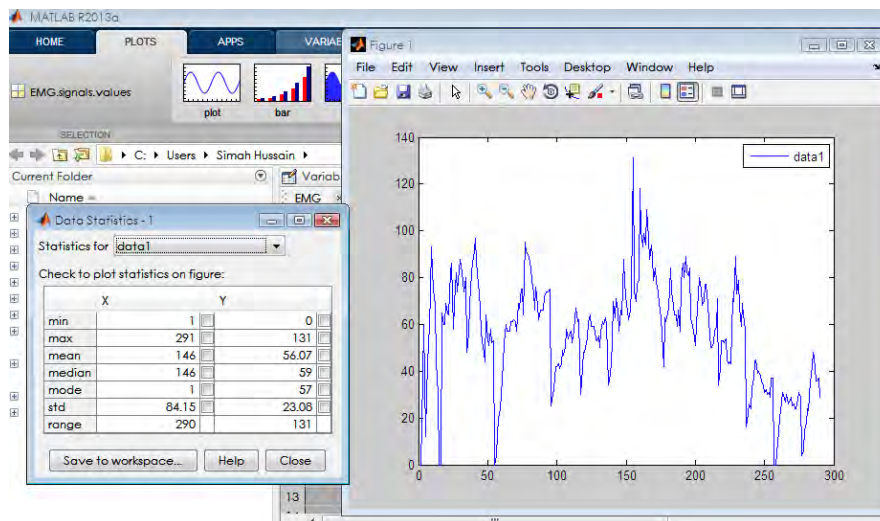 MATLAB R2013a
HOME PLOTS APPS VARIAB
EMG.signals.values
plot bar
SELECTION
C: Users Simah Hussain
Current Folder
Variab
Name
EMG
Data Statistics - 1
Statistics for data1
Check to plot statistics on figure:
X Y
min 1 0
max 291 131
mean 146 56.07
median 146 59
mode 1 57
std 84.15 23.08
range 290 131
Save to workspace... Help Close
13
Figure 1
File Edit View Insert Tools Desktop Window Help
data1
140
120
100
80
60
40
20
0
0 50 100 150 200 250 300